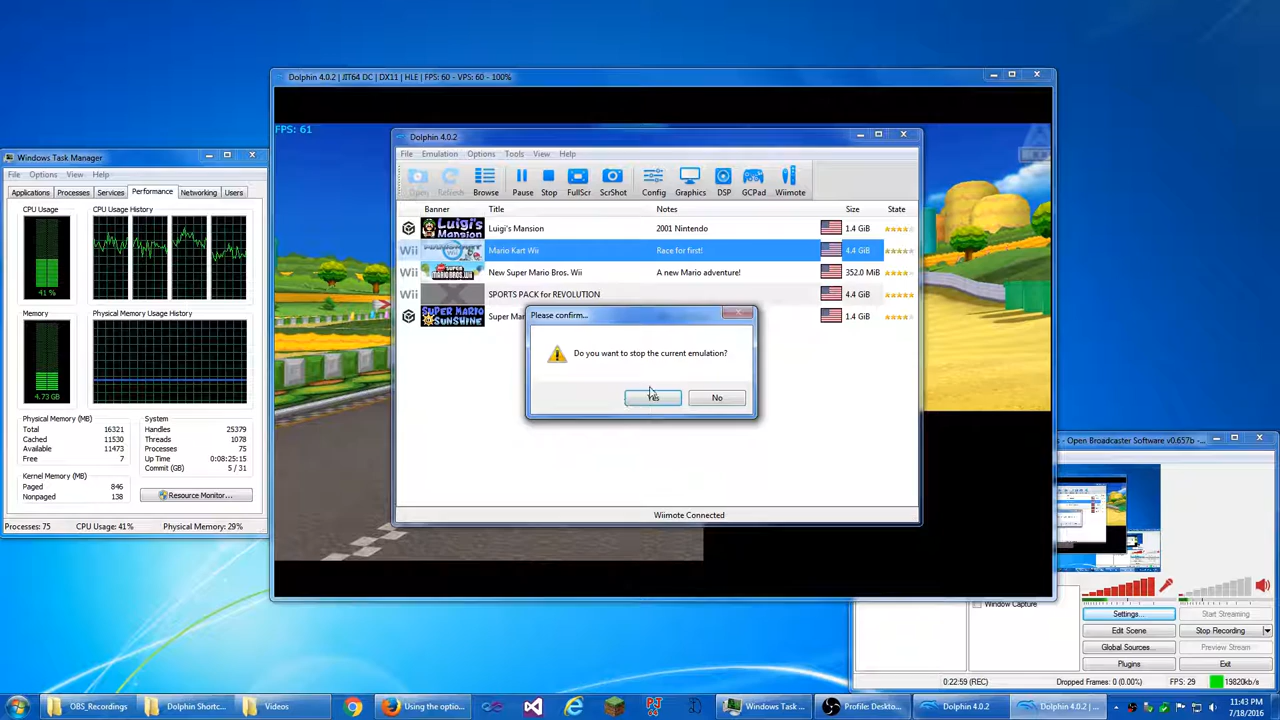 Dolphin 4.0.2 | JIT64 DC | DX11 | HLE | FPS: 60 - VPS: 60 - 100%
FPS: 61
Dolphin 4.0.2
File Emulation Options Tools View Help
Open Refresh Browse Pause Stop FullScr ScrShot Config Graphics DSP GCPad Wiimote
Banner Title Notes Size State
LUIGI'S MANSION Luigi's Mansion 2001 Nintendo 1.4 GiB
Wii Mario Kart Wii Race for first! 4.4 GiB
Wii New Super Mario Bros. Wii A new Mario adventure! 352.0 MiB
Wii SPORTS PACK for REVOLUTION 4.4 GiB
SUPER MARIO SUNSHINE Super Mar 1.4 GiB
Please confirm...
Do you want to stop the current emulation?
Yes No
Wiimote Connected
Windows Task Manager
File Options View Help
Applications Processes Services Performance Networking Users
CPU Usage CPU Usage History
41 %
Memory Physical Memory Usage History
4.73 GB
Physical Memory (MB)
Total 16321
Cached 11530
Available 11473
Free 7
Kernel Memory (MB)
Paged 846
Nonpaged 138
System
Handles 25379
Threads 1078
Processes 75
Up Time 0:08:25:15
Commit (GB) 5 / 31
Resource Monitor...
Processes: 75 CPU Usage: 41% Physical Memory: 29%
s - Open Broadcaster Software v0.657b - ...
Window Capture
Settings... Start Streaming
Edit Scene Stop Recording
Global Sources... Preview Stream
Plugins Exit
0:22:59 (REC) Dropped Frames: 0 (0.00%) FPS: 29 19820kb/s
OBS_Recordings Dolphin Shortc... Videos Using the optio... Windows Task ... Profile: Deskto... Dolphin 4.0.2 Dolphin 4.0.2 | ...
11:43 PM
7/18/2016